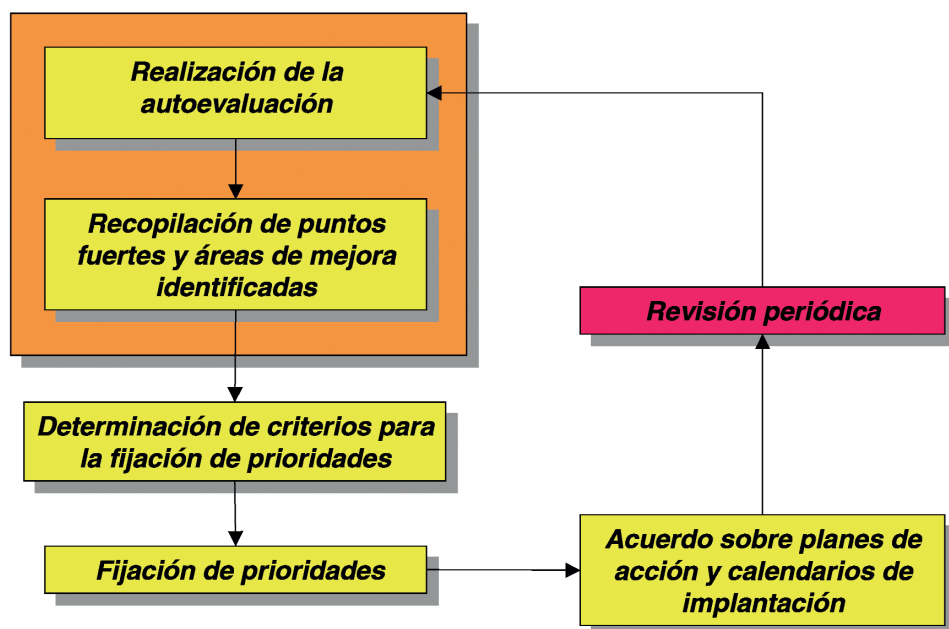 Realización de la
autoevaluación
Recopilación de puntos
fuertes y áreas de mejora
identificadas
Determinación de criterios para
la fijación de prioridades
Fijación de prioridades
Acuerdo sobre planes de
acción y calendarios de
implantación
Revisión periódica